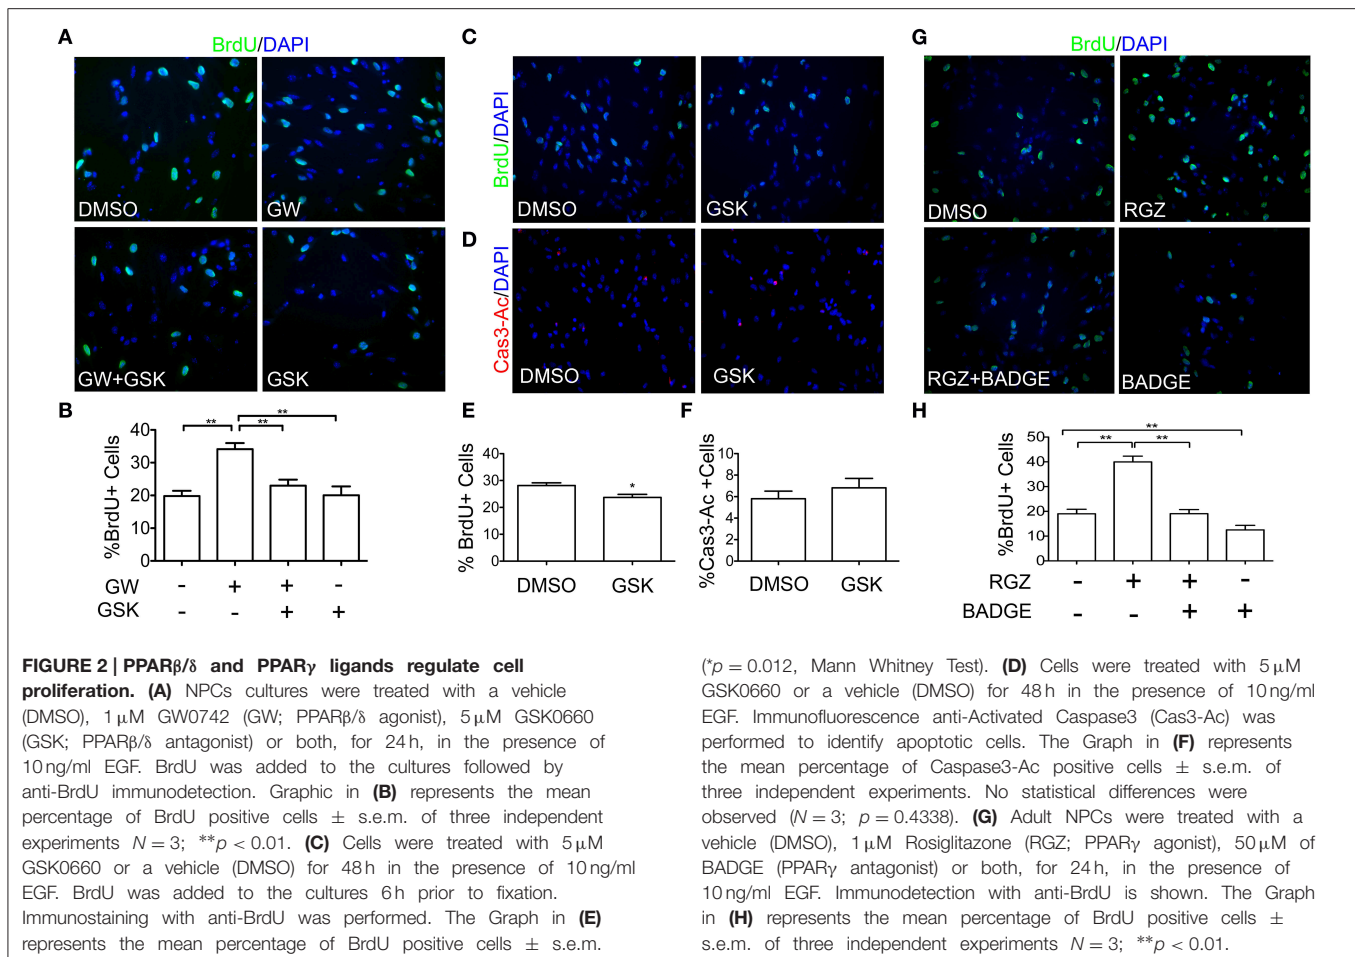 A
BrdU/DAPI
DMSO
GW
GW+GSK
GSK
C
BrdU/DAPI
DMSO
GSK
D
Cas3-Ac/DAPI
DMSO
GSK
G
BrdU/DAPI
DMSO
RGZ
RGZ+BADGE
BADGE
B
%BrdU+ Cells
40
30
20
10
0
**
**
**
GW - + + -
GSK - - + +
E
% BrdU+ Cells
40
30
20
10
0
*
DMSO GSK
F
%Cas3-Ac +Cells
10
8
6
4
2
0
DMSO GSK
H
%BrdU+ Cells
50
40
30
20
10
0
**
**
**
RGZ - + + -
BADGE - - + +
FIGURE 2 | PPARβ/δ and PPARγ ligands regulate cell
proliferation. (A) NPCs cultures were treated with a vehicle
(DMSO), 1 μM GW0742 (GW; PPARβ/δ agonist), 5 μM GSK0660
(GSK; PPARβ/δ antagonist) or both, for 24 h, in the presence of
10 ng/ml EGF. BrdU was added to the cultures followed by
anti-BrdU immunodetection. Graphic in (B) represents the mean
percentage of BrdU positive cells ± s.e.m. of three independent
experiments N = 3; **p < 0.01. (C) Cells were treated with 5 μM
GSK0660 or a vehicle (DMSO) for 48 h in the presence of 10 ng/ml
EGF. BrdU was added to the cultures 6 h prior to fixation.
Immunostaining with anti-BrdU was performed. The Graph in (E)
represents the mean percentage of BrdU positive cells ± s.e.m.
(*p = 0.012, Mann Whitney Test). (D) Cells were treated with 5 μM
GSK0660 or a vehicle (DMSO) for 48 h in the presence of 10 ng/ml
EGF. Immunofluorescence anti-Activated Caspase3 (Cas3-Ac) was
performed to identify apoptotic cells. The Graph in (F) represents
the mean percentage of Caspase3-Ac positive cells ± s.e.m. of
three independent experiments. No statistical differences were
observed (N = 3; p = 0.4338). (G) Adult NPCs were treated with a
vehicle (DMSO), 1 μM Rosiglitazone (RGZ; PPARγ agonist), 50 μM of
BADGE (PPARγ antagonist) or both, for 24 h, in the presence of
10 ng/ml EGF. Immunodetection with anti-BrdU is shown. The Graph
in (H) represents the mean percentage of BrdU positive cells ±
s.e.m. of three independent experiments N = 3; **p < 0.01.